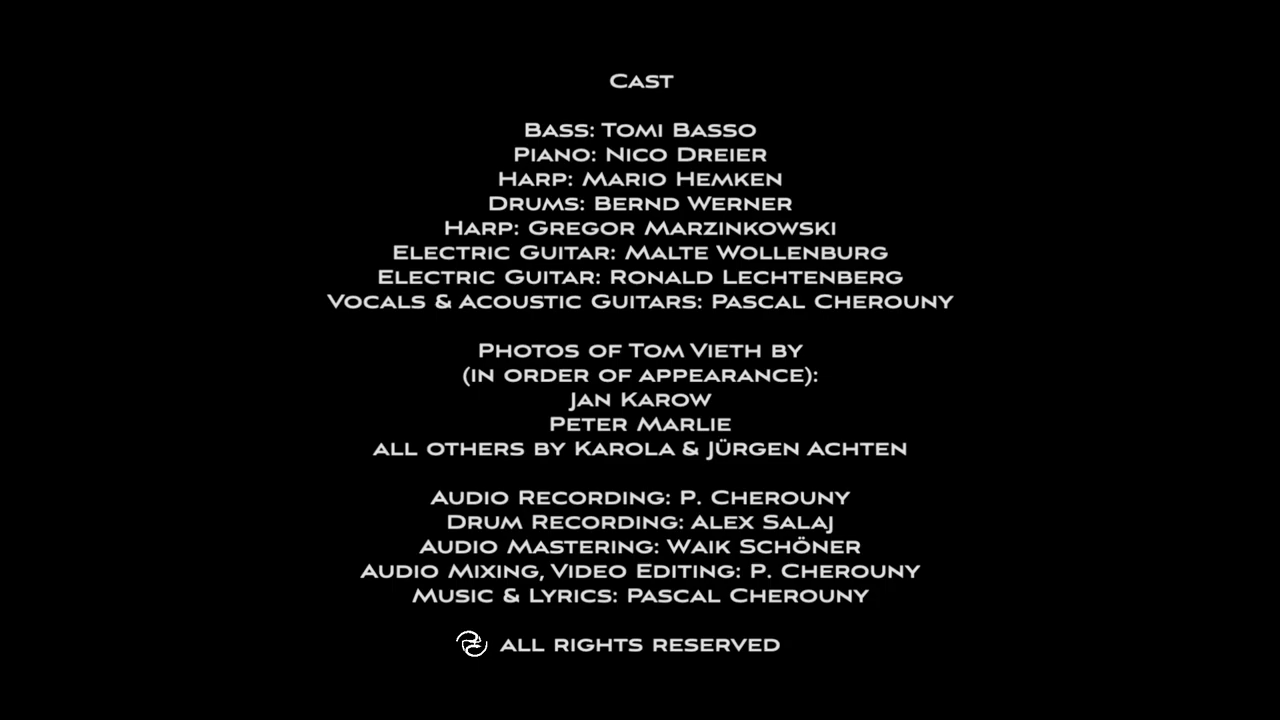 Cast
Bass: Tomi Basso
Piano: Nico Dreier
Harp: Mario Hemken
Drums: Bernd Werner
Harp: Gregor Marzinkowski
Electric Guitar: Malte Wollenburg
Electric Guitar: Ronald Lechtenberg
Vocals & Acoustic Guitars: Pascal Cherouny
Photos of Tom Vieth by
(in order of appearance):
Jan Karow
Peter Marlie
all others by Karola & Jürgen Achten
Audio Recording: P. Cherouny
Drum Recording: Alex Salaj
Audio Mastering: Waik Schöner
Audio Mixing, Video Editing: P. Cherouny
Music & Lyrics: Pascal Cherouny
all rights reserved